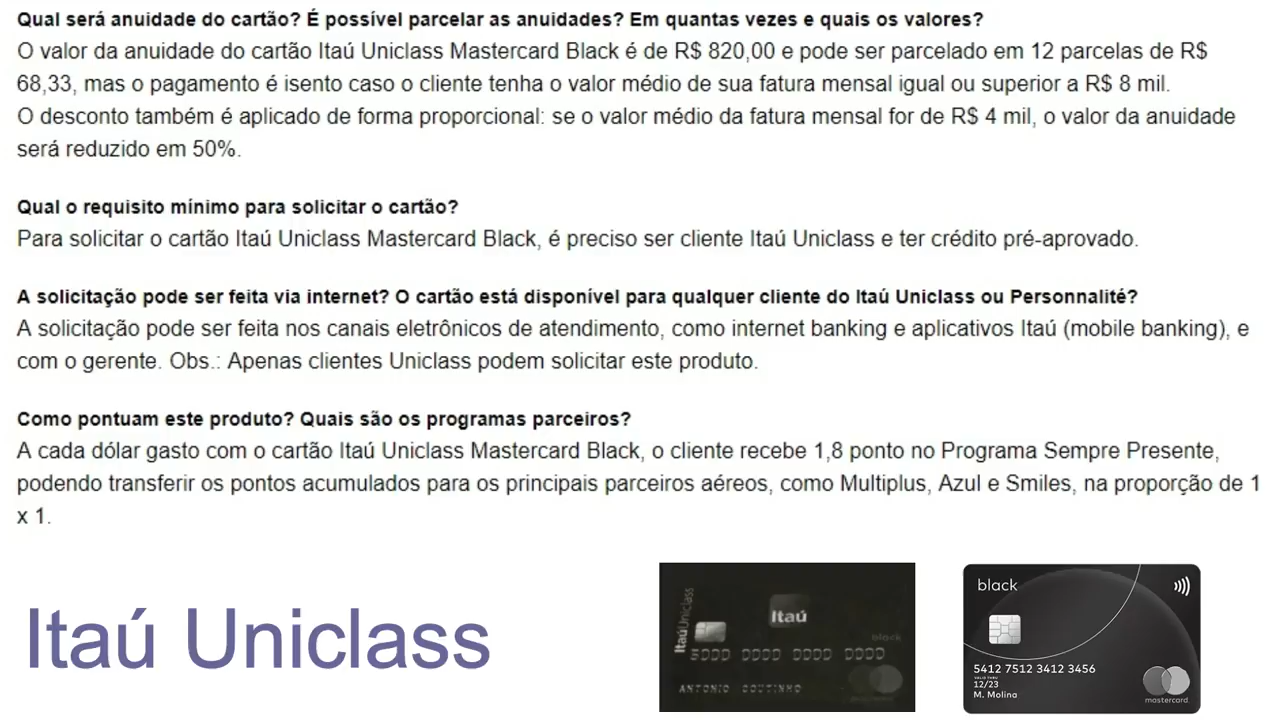 Qual será anuidade do cartão? É possível parcelar as anuidades? Em quantas vezes e quais os valores?
O valor da anuidade do cartão Itaú Uniclass Mastercard Black é de R$ 820,00 e pode ser parcelado em 12 parcelas de R$
68,33, mas o pagamento é isento caso o cliente tenha o valor médio de sua fatura mensal igual ou superior a R$ 8 mil.
O desconto também é aplicado de forma proporcional: se o valor médio da fatura mensal for de R$ 4 mil, o valor da anuidade
será reduzido em 50%.
Qual o requisito mínimo para solicitar o cartão?
Para solicitar o cartão Itaú Uniclass Mastercard Black, é preciso ser cliente Itaú Uniclass e ter crédito pré-aprovado.
A solicitação pode ser feita via internet? O cartão está disponível para qualquer cliente do Itaú Uniclass ou Personnalité?
A solicitação pode ser feita nos canais eletrônicos de atendimento, como internet banking e aplicativos Itaú (mobile banking), e
com o gerente. Obs.: Apenas clientes Uniclass podem solicitar este produto.
Como pontuam este produto? Quais são os programas parceiros?
A cada dólar gasto com o cartão Itaú Uniclass Mastercard Black, o cliente recebe 1,8 ponto no Programa Sempre Presente,
podendo transferir os pontos acumulados para os principais parceiros aéreos, como Multiplus, Azul e Smiles, na proporção de 1
x 1.
Itaú Uniclass
Itaú Uniclass
Itaú
black
5000 0000 0000 0000
ANTONIO COUTINHO
black
5412 7512 3412 3456
VALID THRU
12/23
M. Molina
mastercard